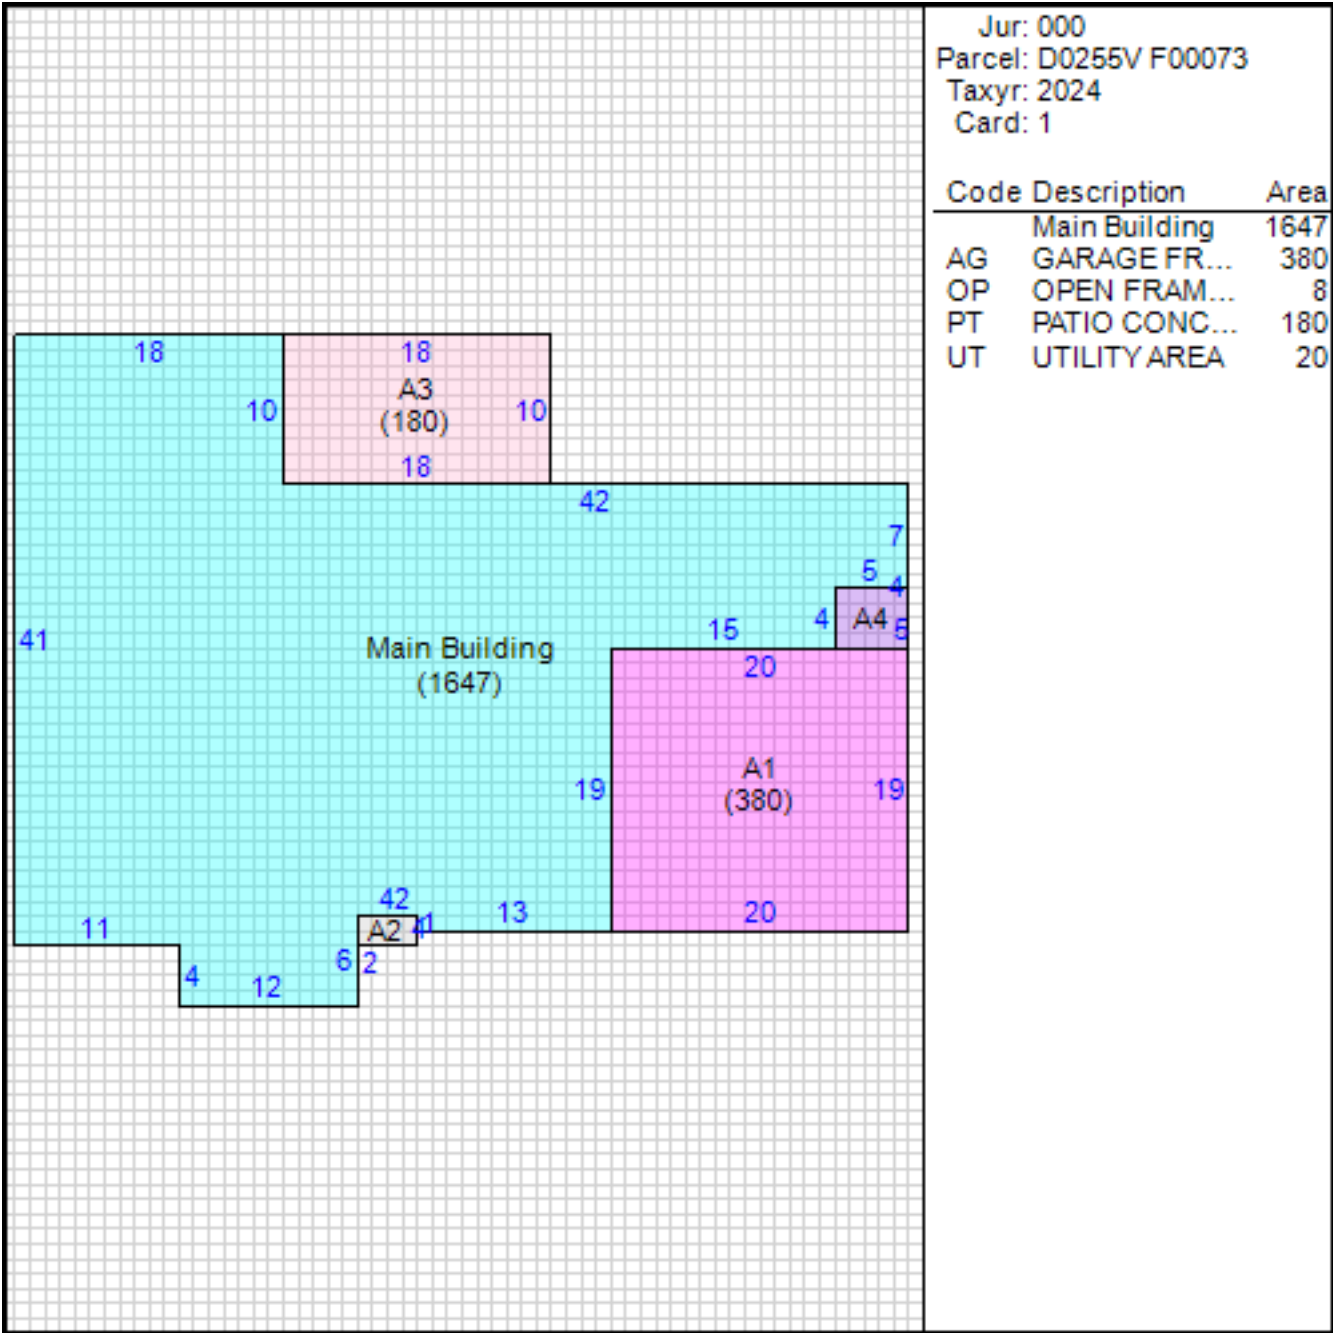 Jur: 000
Parcel: D0255V F00073
Taxyr: 2024
Card: 1
Code Description Area
Main Building 1647
AG GARAGE FR... 380
OP OPEN FRAM... 8
PT PATIO CONC... 180
UT UTILITY AREA 20
18
18
A3
10
10
(180)
18
42
7
5
4
4
A4
5
15
41
Main Building
20
(1647)
A1
19
19
(380)
42
13
20
11
A2
4
1
6
2
4
12